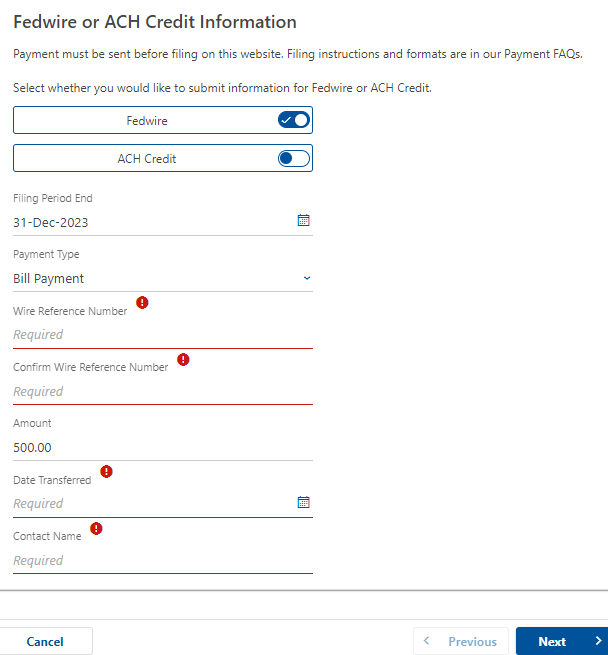 Fedwire or ACH Credit Information
Payment must be sent before filing on this website. Filing instructions and formats are in our Payment FAQs.
Select whether you would like to submit information for Fedwire or ACH Credit.
Fedwire
ACH Credit
Filing Period End
31-Dec-2023
Payment Type
Bill Payment
Wire Reference Number
Required
Confirm Wire Reference Number
Required
Amount
500.00
Date Transferred
Required
Contact Name
Required
Cancel
Previous
Next